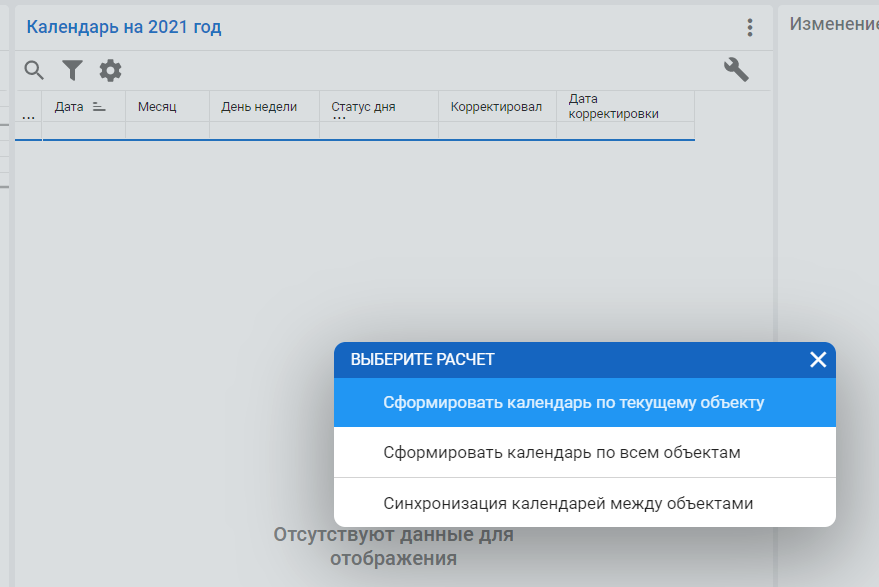 Календарь на 2021 год
Изменение
...
Дата
Месяц
День недели
Статус дня
...
Корректировал
Дата
корректировки
ВЫБЕРИТЕ РАСЧЕТ
Сформировать календарь по текущему объекту
Сформировать календарь по всем объектам
Синхронизация календарей между объектами
Отсутствуют данные для
отображения